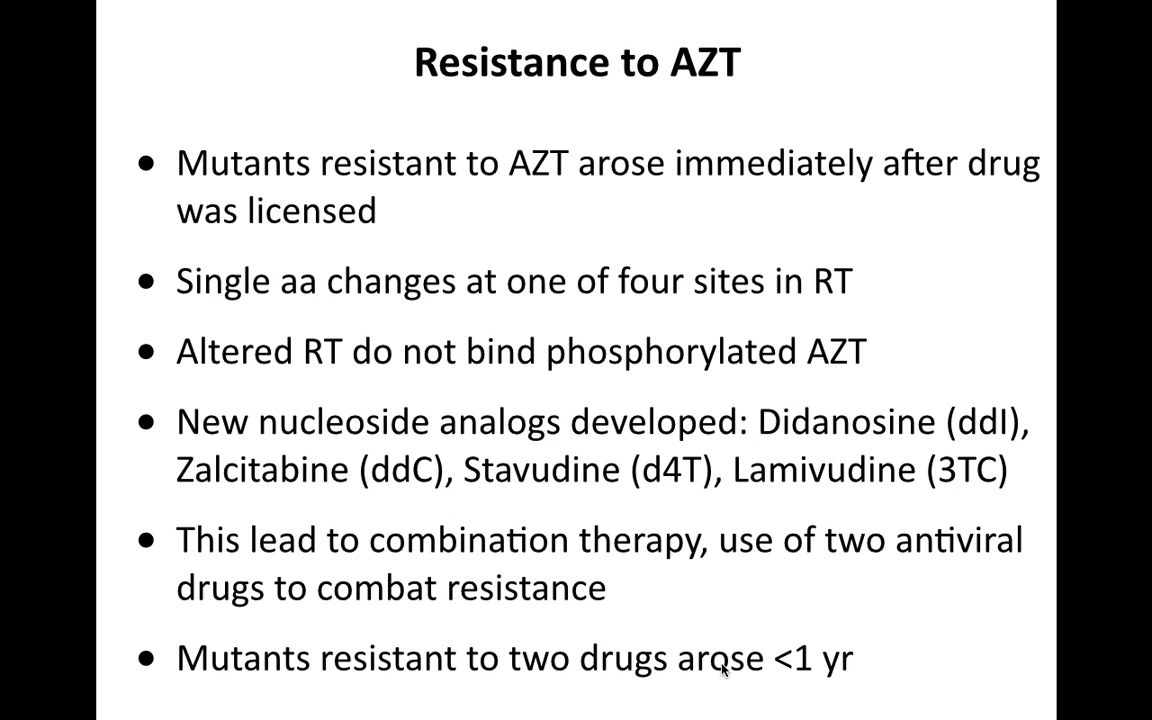 Resistance to AZT
• Mutants resistant to AZT arose immediately after drug
was licensed
• Single aa changes at one of four sites in RT
• Altered RT do not bind phosphorylated AZT
• New nucleoside analogs developed: Didanosine (ddI),
Zalcitabine (ddC), Stavudine (d4T), Lamivudine (3TC)
• This lead to combination therapy, use of two antiviral
drugs to combat resistance
• Mutants resistant to two drugs arose <1 yr